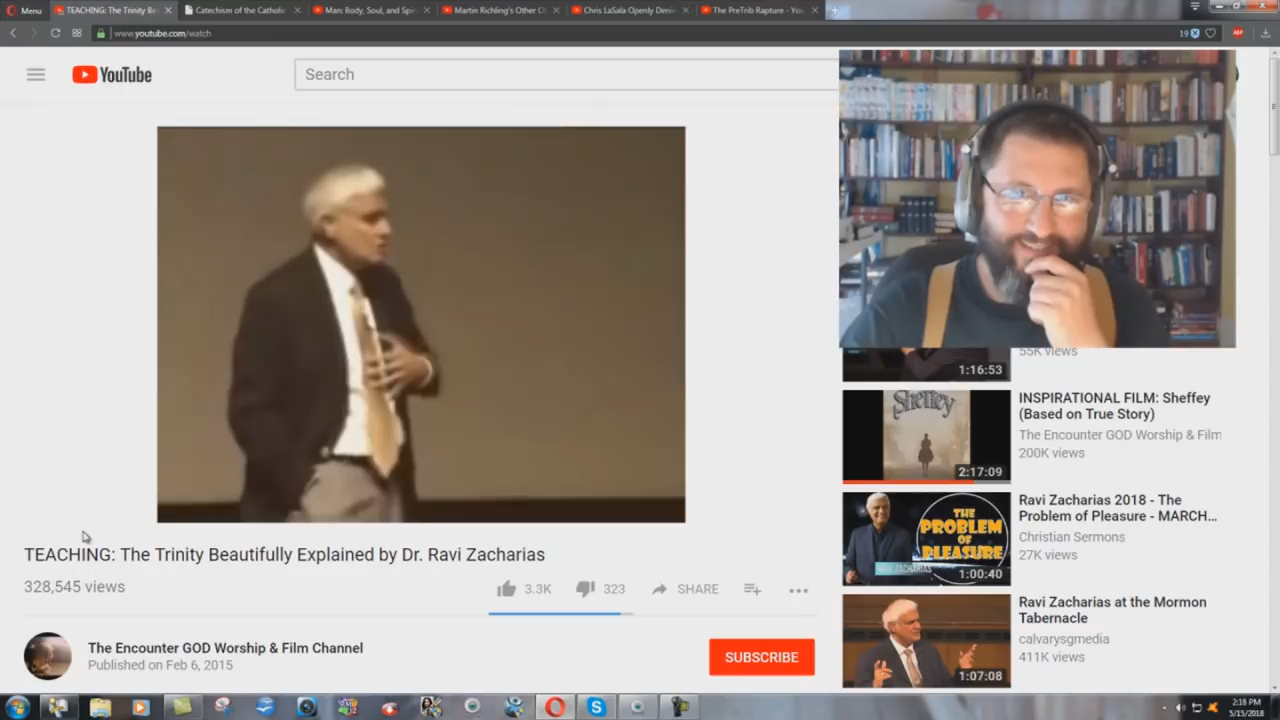 Menu
TEACHING: The Trinity Be
Catechism of the Catholic
Man: Body, Soul, and Spi
Martin Richling's Other C
Chris LaSala Openly Deni
The PreTrib Rapture - You
www.youtube.com/watch
19
ABP
YouTube
Search
55K views
1:16:53
Sheffey
2:17:09
INSPIRATIONAL FILM: Sheffey
(Based on True Story)
The Encounter GOD Worship & Film
200K views
THE
PROBLEM
OF
PLEASURE
RAVI ZACHARIAS
1:00:40
Ravi Zacharias 2018 - The
Problem of Pleasure - MARCH...
Christian Sermons
27K views
1:07:08
Ravi Zacharias at the Mormon
Tabernacle
calvarysgmedia
411K views
TEACHING: The Trinity Beautifully Explained by Dr. Ravi Zacharias
328,545 views
3.3K
323
SHARE
The Encounter GOD Worship & Film Channel
Published on Feb 6, 2015
SUBSCRIBE
2:18 PM
5/15/2018